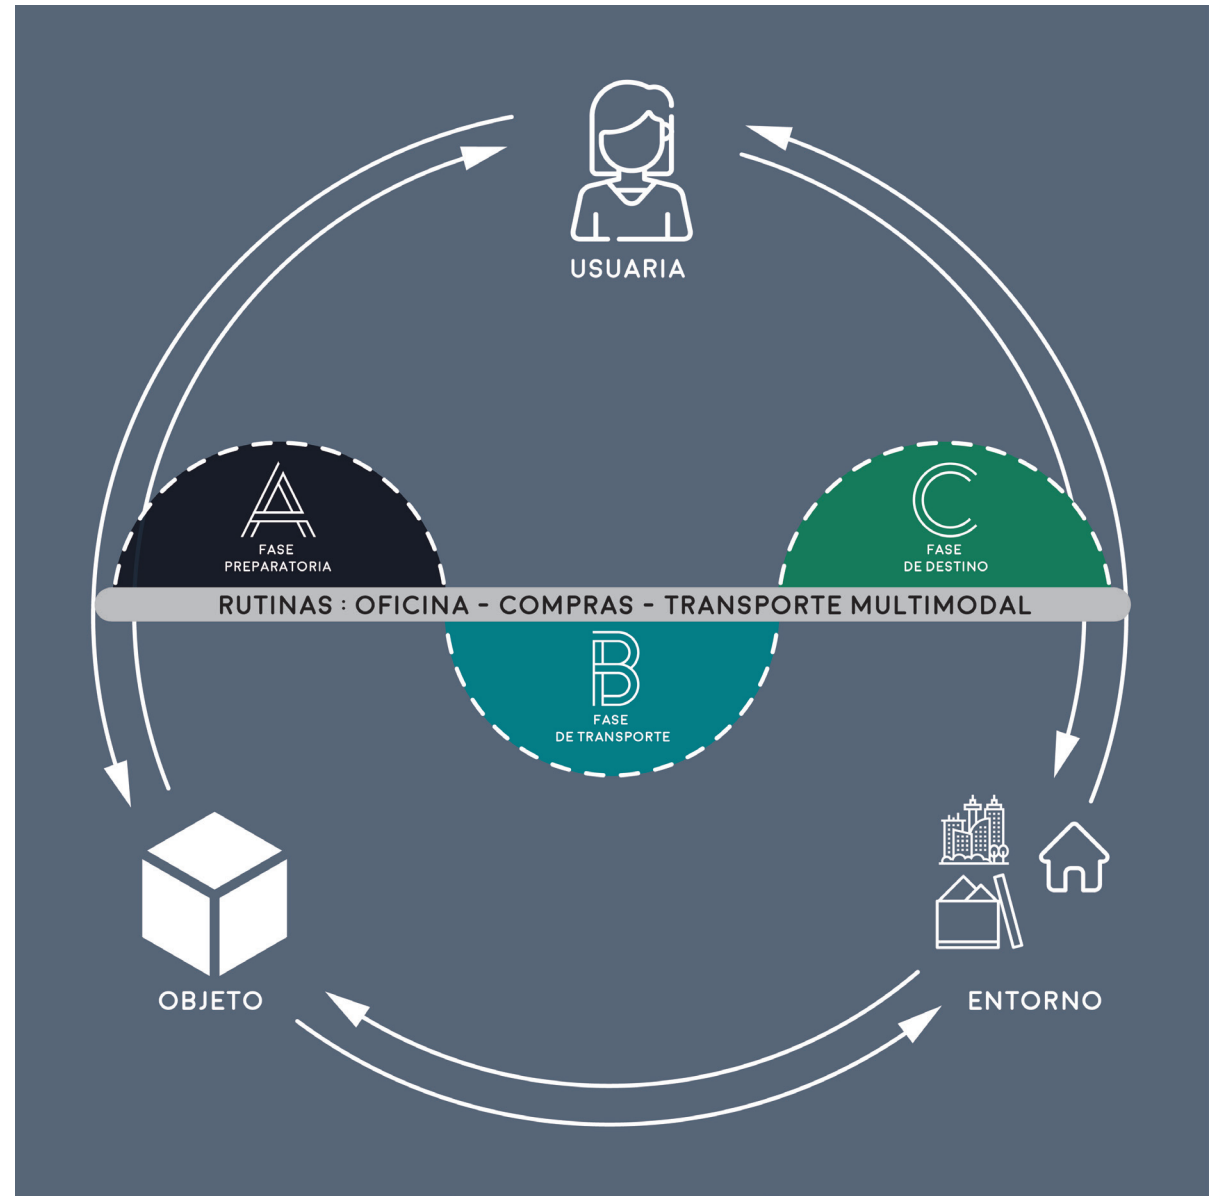 USUARIA
A
FASE
PREPARATORIA
C
FASE
DE DESTINO
RUTINAS : OFICINA - COMPRAS - TRANSPORTE MULTIMODAL
B
FASE
DE TRANSPORTE
OBJETO
ENTORNO